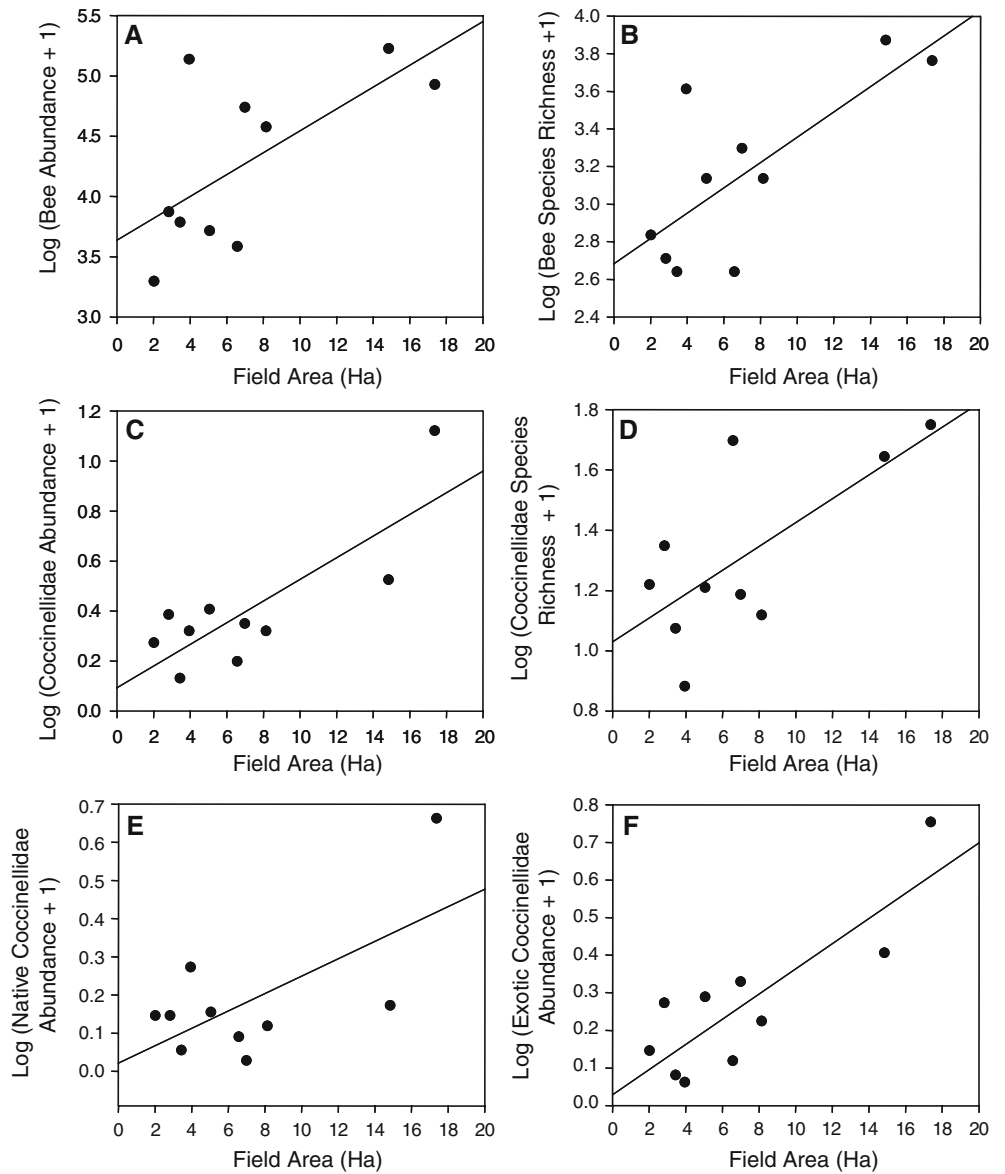 A
Log (Bee Abundance + 1)
5.5
5.0
4.5
4.0
3.5
3.0
0 2 4 6 8 10 12 14 16 18 20
Field Area (Ha)
B
Log (Bee Species Richness +1)
4.0
3.6
3.2
3.0
2.8
2.6
2.4
0 2 4 6 8 10 12 14 16 18 20
Field Area (Ha)
C
Log (Coccinellidae Abundance + 1)
12
1.0
0.8
0.6
0.4
0.2
0.0
0 2 4 6 8 10 12 14 16 18 20
Field Area (Ha)
D
Log (Coccinellidae Species
Richness + 1)
1.8
1.6
1.4
1.2
1.0
0.8
0 2 4 6 8 10 12 14 16 18 20
Field Area (Ha)
E
Log (Native Coccinellidae
Abundance + 1)
0.7
0.6
0.5
0.4
0.3
0.2
0.1
0.0
0 2 4 6 8 10 12 14 16 18 20
Field Area (Ha)
F
Log (Exotic Coccinellidae
Abundance + 1)
0.8
0.7
0.6
0.5
0.4
0.3
0.2
0.1
0.0
0 2 4 6 8 10 12 14 16 18 20
Field Area (Ha)